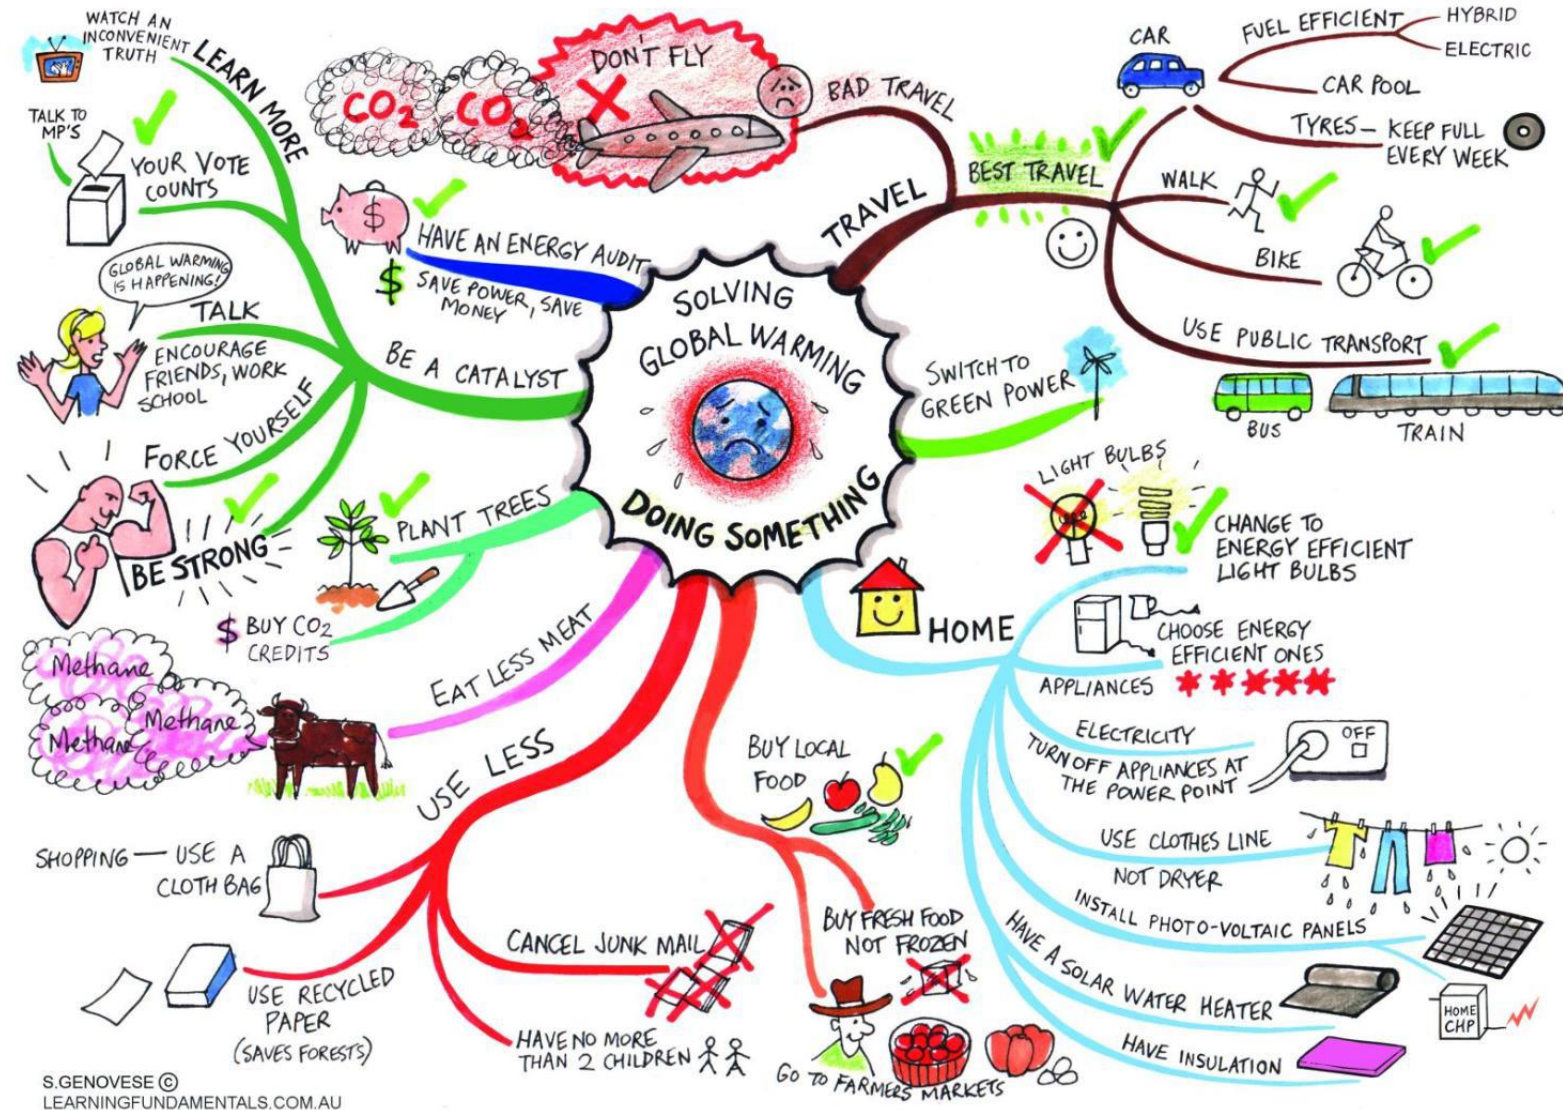 SOLVING
GLOBAL WARMING
DOING SOMETHING
TRAVEL
BAD TRAVEL
DON'T FLY
CO2
CO2
BEST TRAVEL
CAR
FUEL EFFICIENT
HYBRID
ELECTRIC
CAR POOL
TYRES – KEEP FULL
EVERY WEEK
WALK
BIKE
USE PUBLIC TRANSPORT
BUS
TRAIN
SWITCH TO
GREEN POWER
HOME
LIGHT BULBS
CHANGE TO
ENERGY EFFICIENT
LIGHT BULBS
CHOOSE ENERGY
EFFICIENT ONES
APPLIANCES
ELECTRICITY
TURN OFF APPLIANCES AT
THE POWER POINT
OFF
USE CLOTHES LINE
NOT DRYER
INSTALL PHOTO-VOLTAIC PANELS
HOME
CHP
HAVE A SOLAR WATER HEATER
HAVE INSULATION
BUY LOCAL
FOOD
BUY FRESH FOOD
NOT FROZEN
GO TO FARMERS MARKETS
USE LESS
SHOPPING — USE A
CLOTH BAG
USE RECYCLED
PAPER
(SAVES FORESTS)
CANCEL JUNK MAIL
HAVE NO MORE
THAN 2 CHILDREN
EAT LESS MEAT
Methane
Methane
Methane
PLANT TREES
$ BUY CO2
CREDITS
BE A CATALYST
LEARN MORE
WATCH AN
INCONVENIENT
TRUTH
TALK TO
MP'S
YOUR VOTE
COUNTS
GLOBAL WARMING
IS HAPPENING!
TALK
ENCOURAGE
FRIENDS, WORK
SCHOOL
FORCE YOURSELF
BE STRONG
HAVE AN ENERGY AUDIT
$
$ SAVE POWER, SAVE
MONEY
S.GENOVESE ©
LEARNINGFUNDAMENTALS.COM.AU